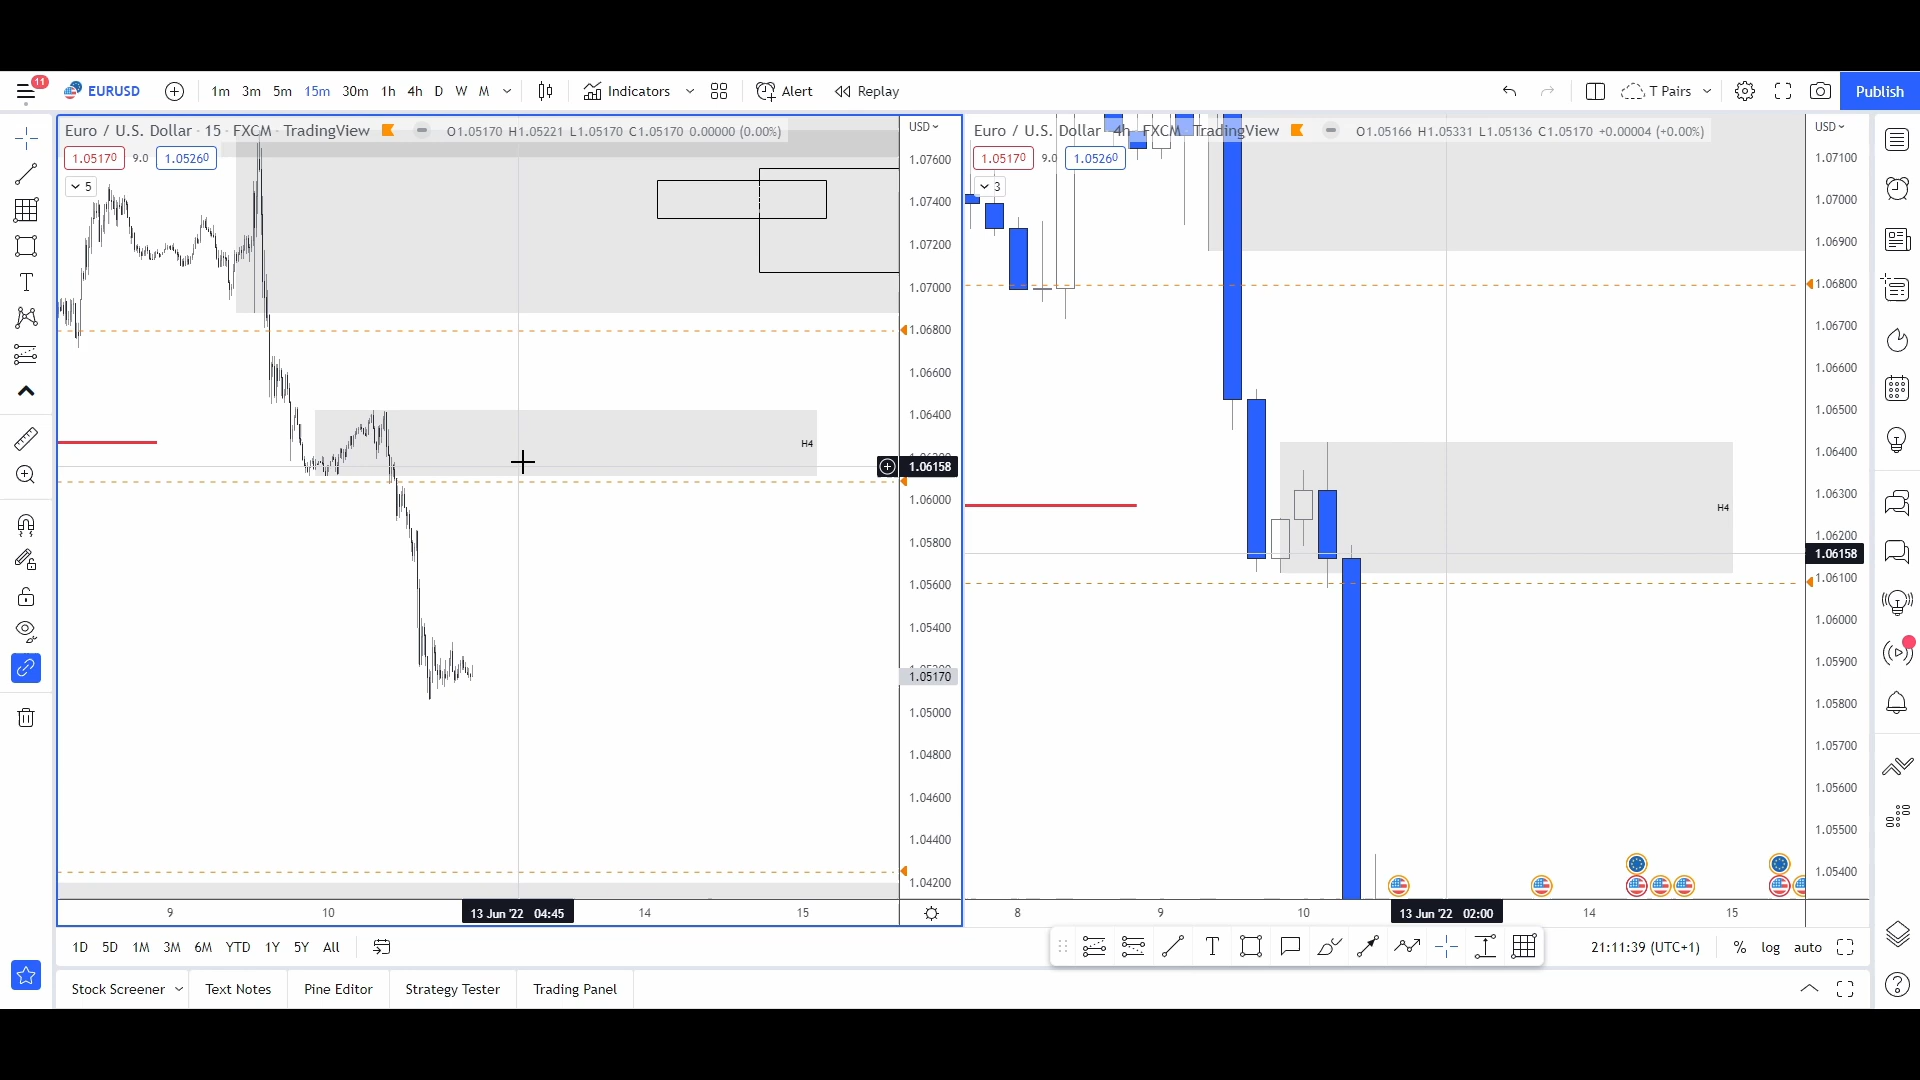 11
EURUSD
1m 3m 5m 15m 30m 1h 4h D W M
Indicators
Alert
Replay
T Pairs
Publish
Euro / U.S. Dollar · 15 · FXCM · TradingView
O1.05170 H1.05221 L1.05170 C1.05170 0.00000 (0.00%)
USD
1.05170 9.0 1.05260
5
1.07600
1.07400
1.07200
1.07000
1.06800
1.06600
1.06400
H4
1.06158
1.06000
1.05800
1.05600
1.05400
1.05170
1.05000
1.04800
1.04600
1.04400
1.04200
9 10 13 Jun '22 04:45 14 15
Euro / U.S. Dollar · 4h · FXCM · TradingView
O1.05166 H1.05331 L1.05136 C1.05170 +0.00004 (+0.00%)
USD
1.05170 9.0 1.05260
3
1.07100
1.07000
1.06900
1.06800
1.06700
1.06600
1.06500
1.06400
1.06300
H4
1.06200
1.06158
1.06100
1.06000
1.05900
1.05800
1.05700
1.05600
1.05500
1.05400
8 9 10 13 Jun '22 02:00 14 15
1D 5D 1M 3M 6M YTD 1Y 5Y All
21:11:39 (UTC+1)
% log auto
Stock Screener
Text Notes
Pine Editor
Strategy Tester
Trading Panel